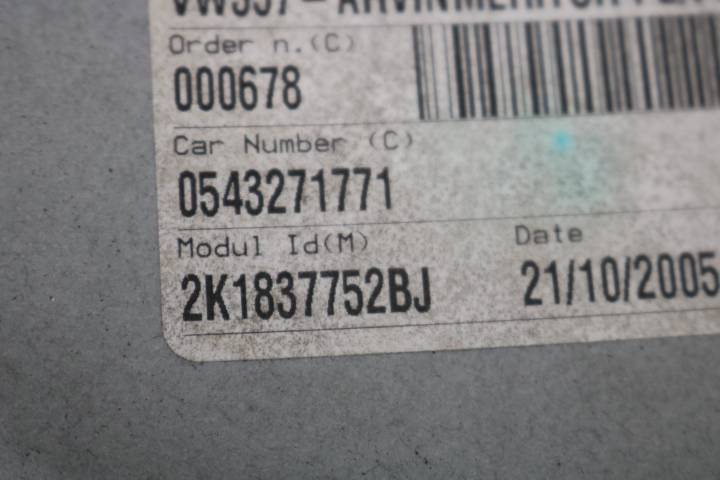 Order n.(C)
000678
Car Number (C)
0543271771
Modul Id(M)
Date
2K1837752BJ
21/10/2005